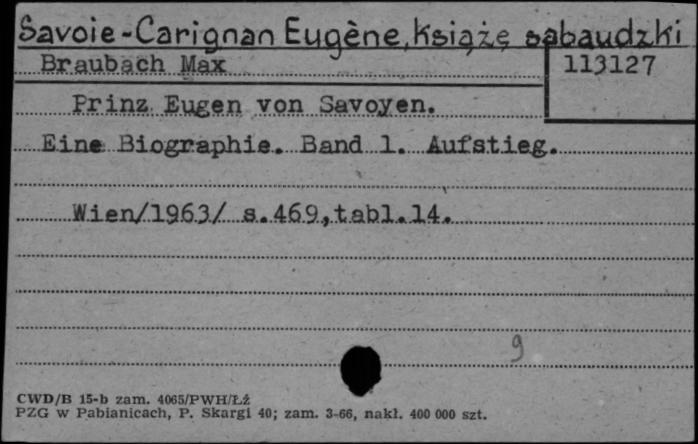 Savoie-Carignan Eugène, książę sabaudzki
Braubach Max
113127
Prinz Eugen von Savoyen.
Eine Biographie. Band 1. Aufstieg.
Wien/1963/ s.469,tabl.14.
9
CWD/B 15-b zam. 4065/PWH/Łż
PZG w Pabianicach, P. Skargi 40; zam. 3-66, nakł. 400 000 szt.